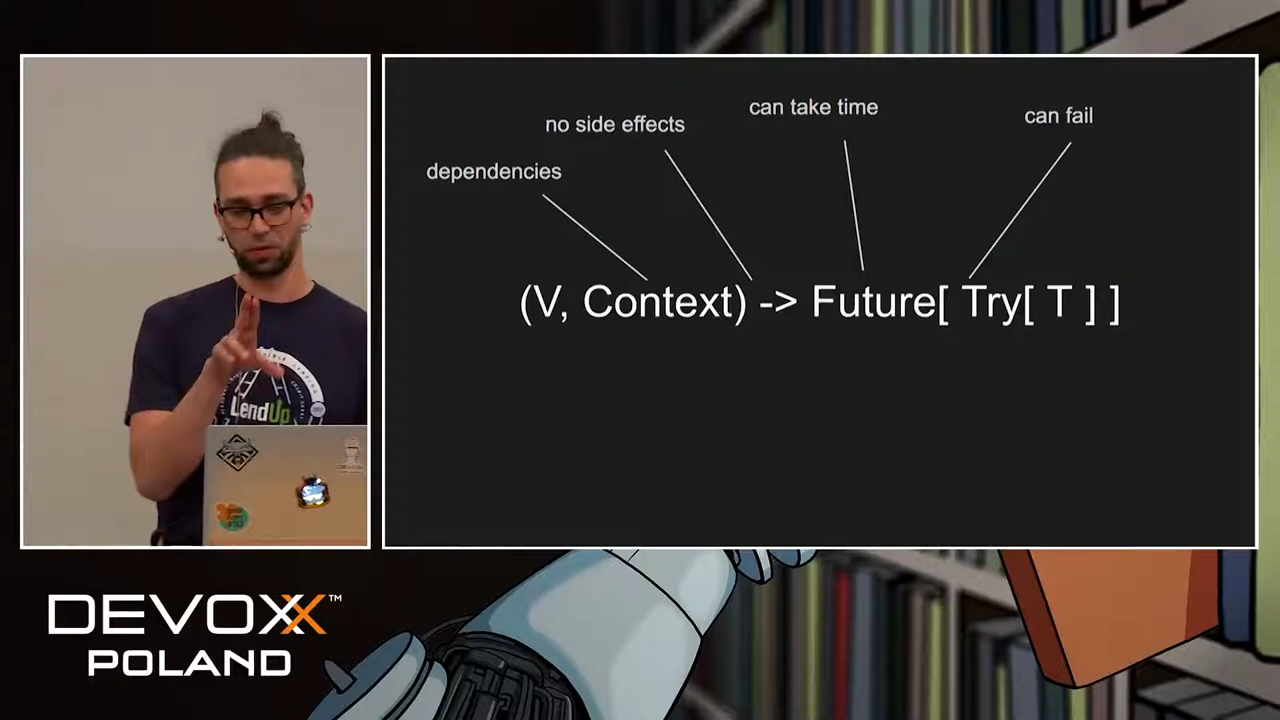 can take time
can fail
no side effects
dependencies
(V, Context) -> Future[ Try[ T ] ]
LendUp
DEVOXX™
POLAND